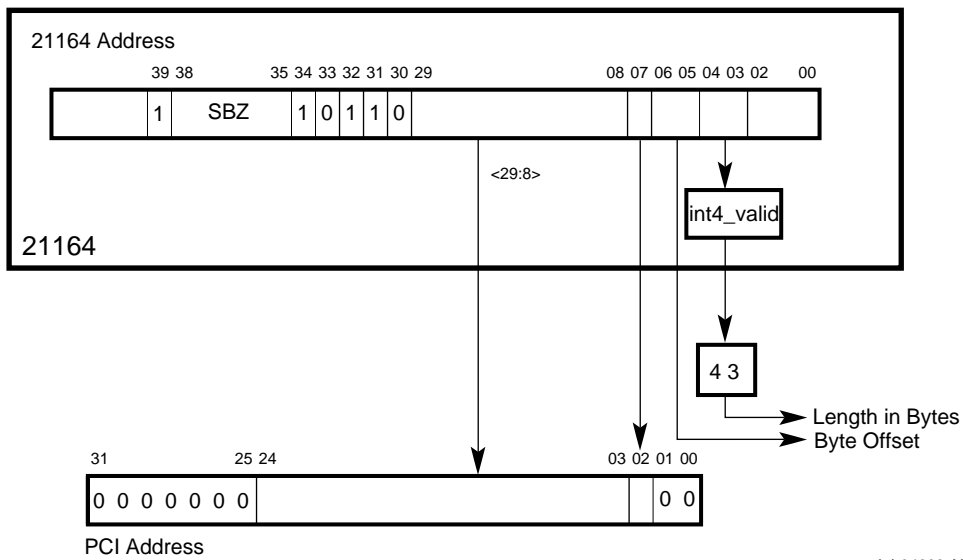 21164 Address
39 38 35 34 33 32 31 30 29 08 07 06 05 04 03 02 00
1 SBZ 1 0 1 1 0
<29:8>
int4_valid
21164
4 3
Length in Bytes
Byte Offset
31 25 24 03 02 01 00
0 0 0 0 0 0 0 0 0
PCI Address